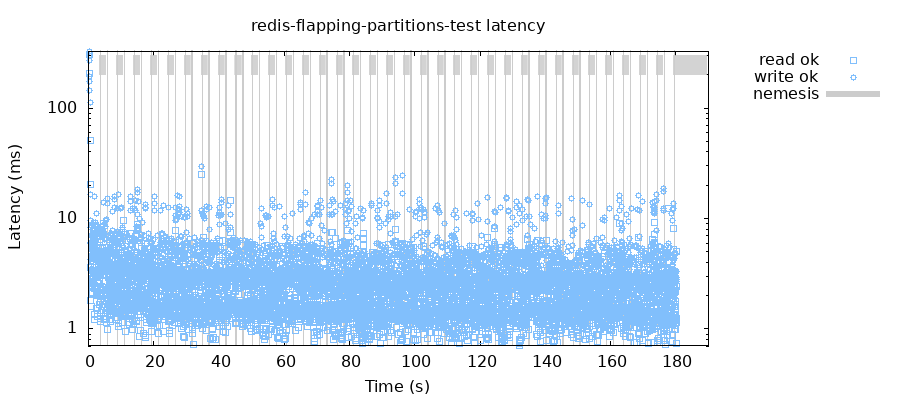 redis-flapping-partitions-test latency
read ok
write ok
nemesis
Latency (ms)
100
10
1
0 20 40 60 80 100 120 140 160 180
Time (s)